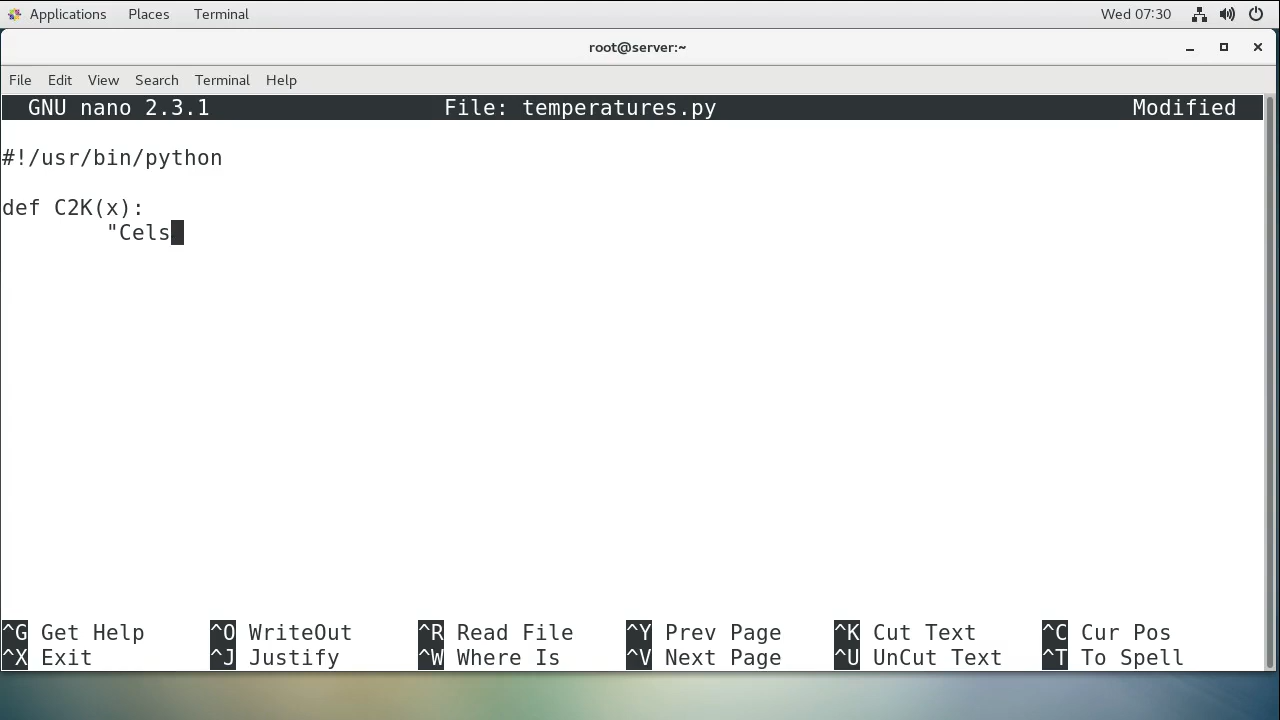 Applications Places Terminal Wed 07:30
root@server:~
File Edit View Search Terminal Help
GNU nano 2.3.1 File: temperatures.py Modified
#!/usr/bin/python
def C2K(x):
"Cels
^G Get Help ^O WriteOut ^R Read File ^Y Prev Page ^K Cut Text ^C Cur Pos
^X Exit ^J Justify ^W Where Is ^V Next Page ^U UnCut Text ^T To Spell